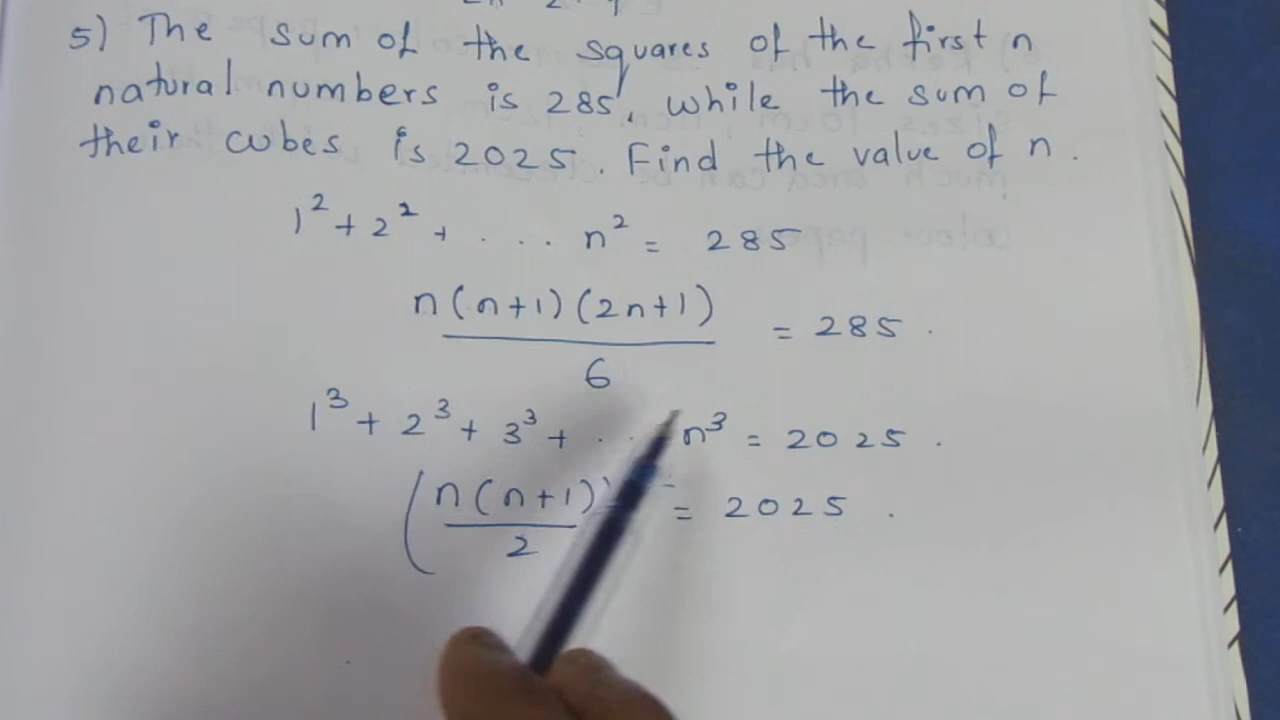 5) The sum of the squares of the first n
natural numbers is 285, while the sum of
their cubes is 2025. Find the value of n.
1² + 2² + . ... n² = 285
n(n+1)(2n+1)
6
= 285.
1³ + 2³ + 3³ + .. n³ = 2025.
(n(n+1)
2
= 2025.